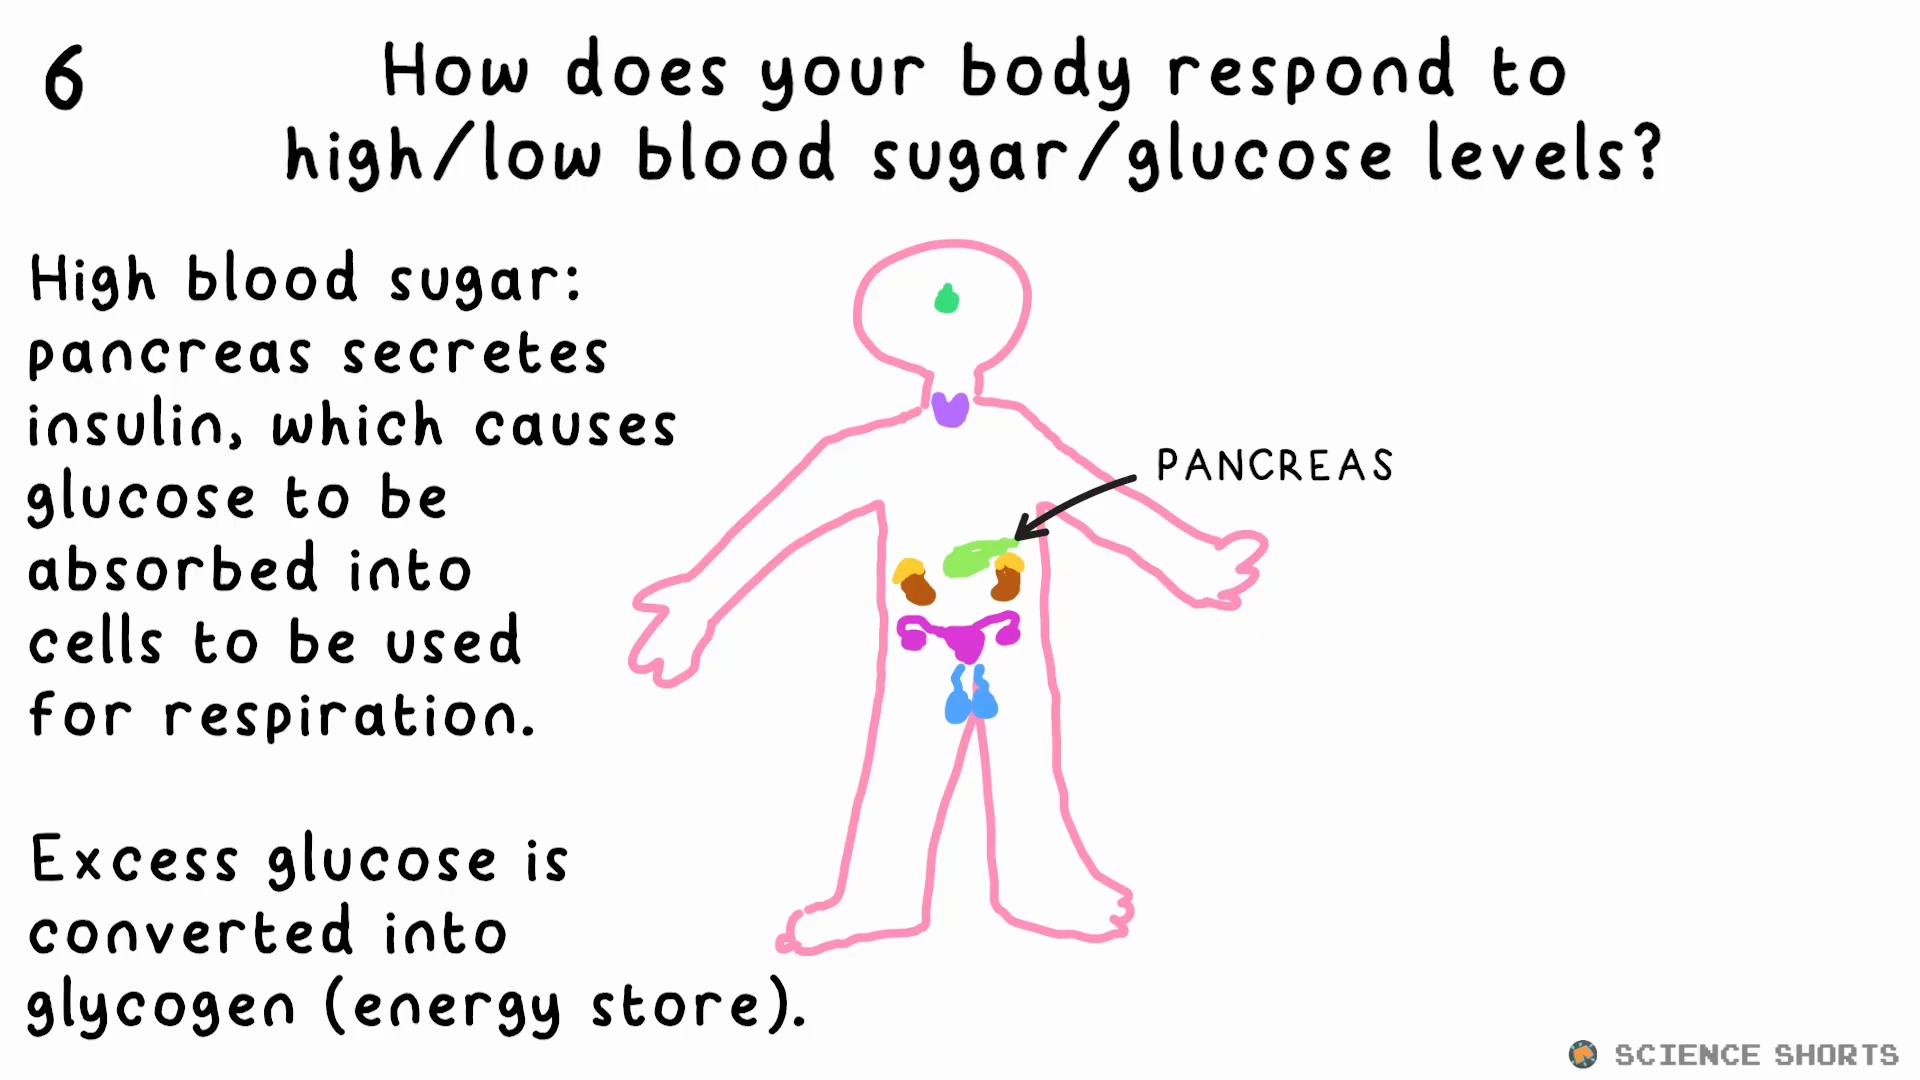 6
How does your body respond to
high/low blood sugar/glucose levels?
High blood sugar:
pancreas secretes
insulin, which causes
glucose to be
absorbed into
cells to be used
for respiration.
PANCREAS
Excess glucose is
converted into
glycogen (energy store).
SCIENCE SHORTS